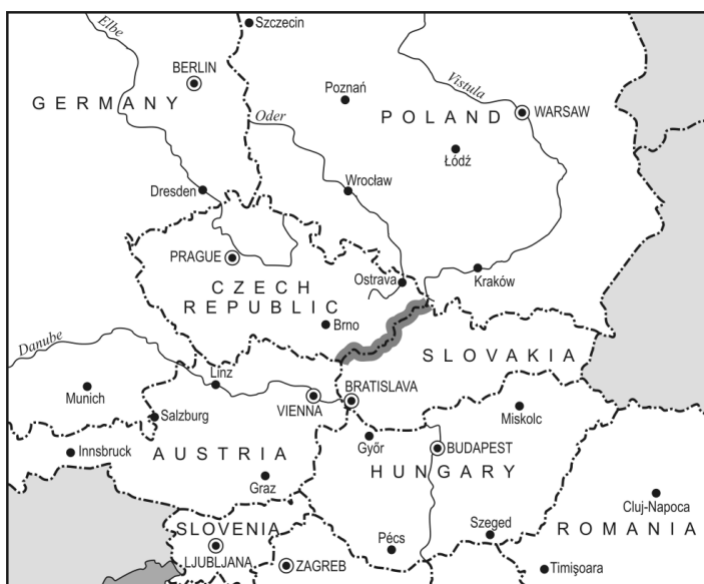 Elbe
Szczecin
BERLIN
GERMANY
Poznań
Vistula
Oder
POLAND
WARSAW
Łódź
Dresden
Wrocław
PRAGUE
Ostrava
Kraków
CZECH
REPUBLIC
Brno
Danube
SLOVAKIA
Linz
Munich
VIENNA
BRATISLAVA
Salzburg
Miskolc
Innsbruck
AUSTRIA
Győr
BUDAPEST
HUNGARY
Graz
Cluj-Napoca
SLOVENIA
Szeged
ROMANIA
Pécs
LJUBLJANA
ZAGREB
Timişoara